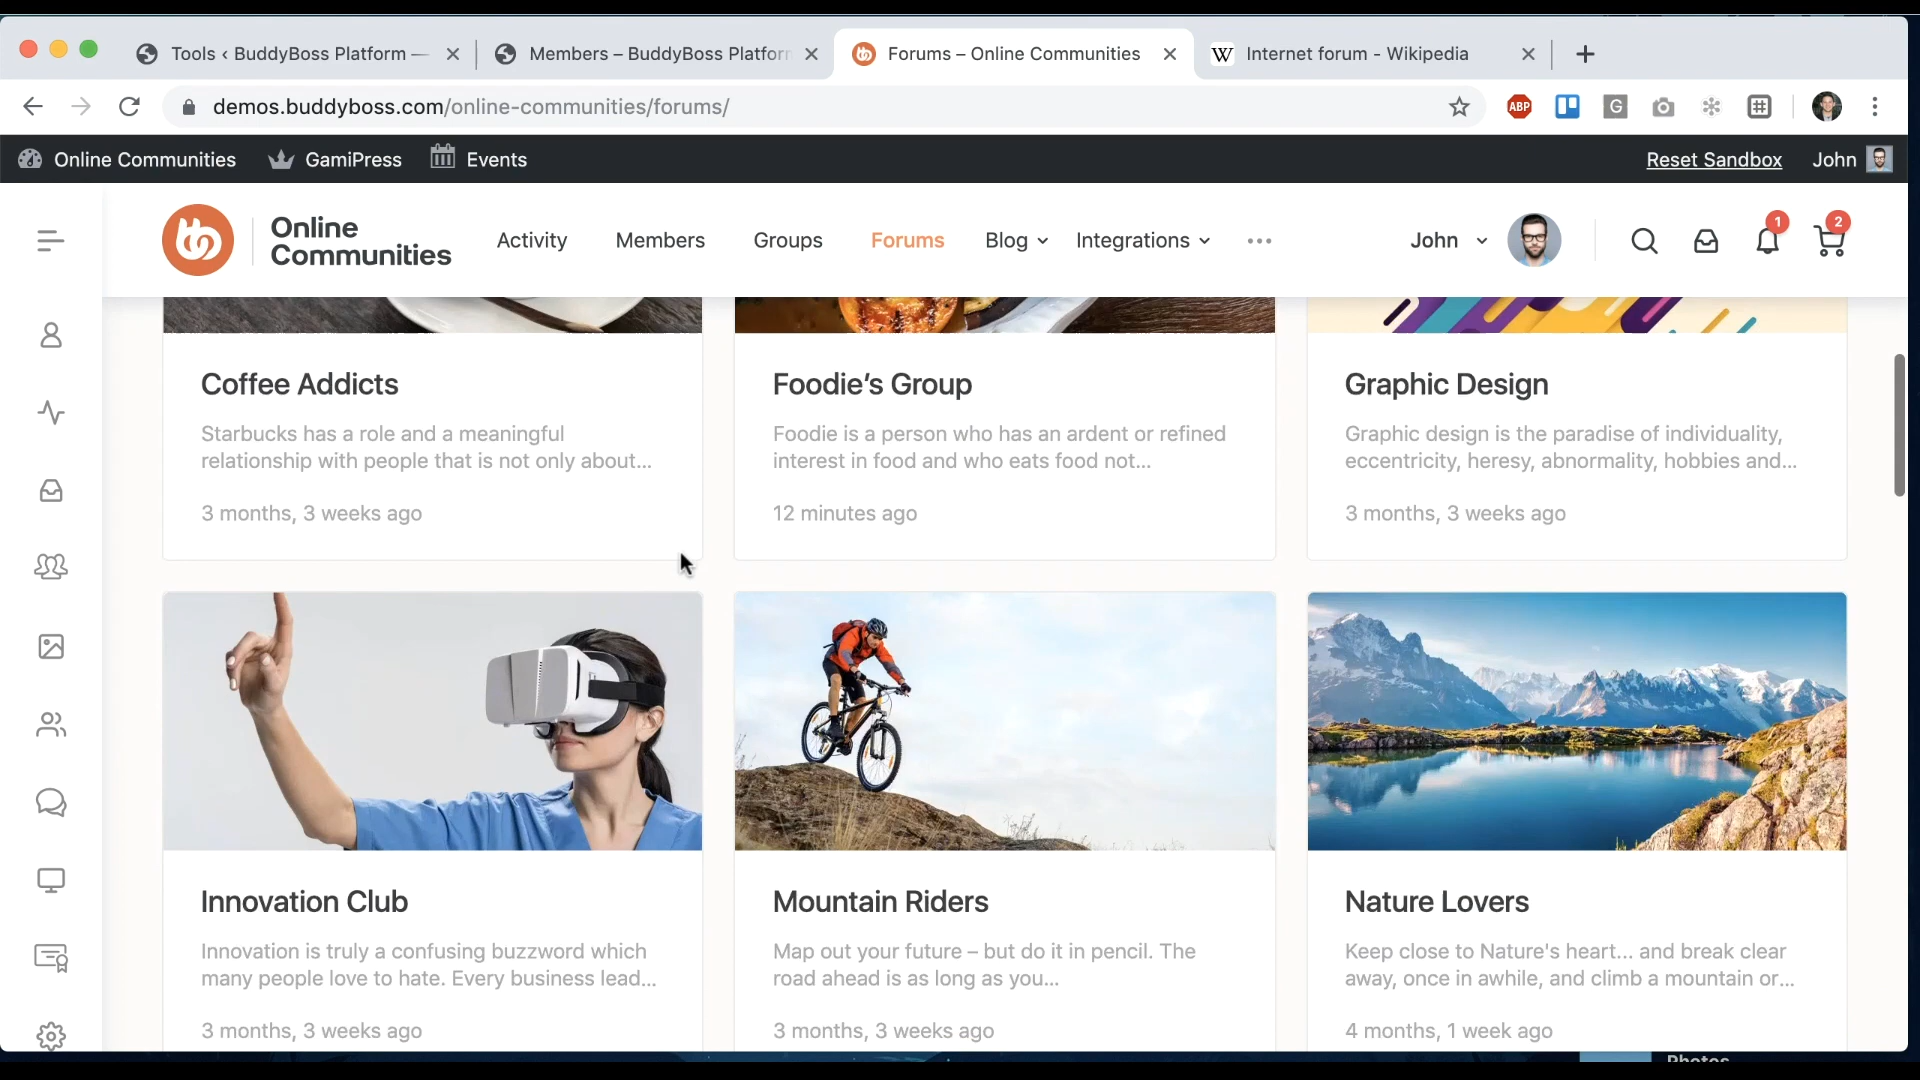 Tools ‹ BuddyBoss Platform —
Members – BuddyBoss Platform
Forums – Online Communities
W Internet forum - Wikipedia
demos.buddyboss.com/online-communities/forums/
ABP
G
Online Communities
GamiPress
Events
Reset Sandbox
John
Online
Communities
Activity
Members
Groups
Forums
Blog
Integrations
John
1
2
Coffee Addicts
Starbucks has a role and a meaningful
relationship with people that is not only about...
3 months, 3 weeks ago
Foodie’s Group
Foodie is a person who has an ardent or refined
interest in food and who eats food not...
12 minutes ago
Graphic Design
Graphic design is the paradise of individuality,
eccentricity, heresy, abnormality, hobbies and...
3 months, 3 weeks ago
Innovation Club
Innovation is truly a confusing buzzword which
many people love to hate. Every business lead...
3 months, 3 weeks ago
Mountain Riders
Map out your future – but do it in pencil. The
road ahead is as long as you...
3 months, 3 weeks ago
Nature Lovers
Keep close to Nature's heart... and break clear
away, once in awhile, and climb a mountain or...
4 months, 1 week ago
Photos